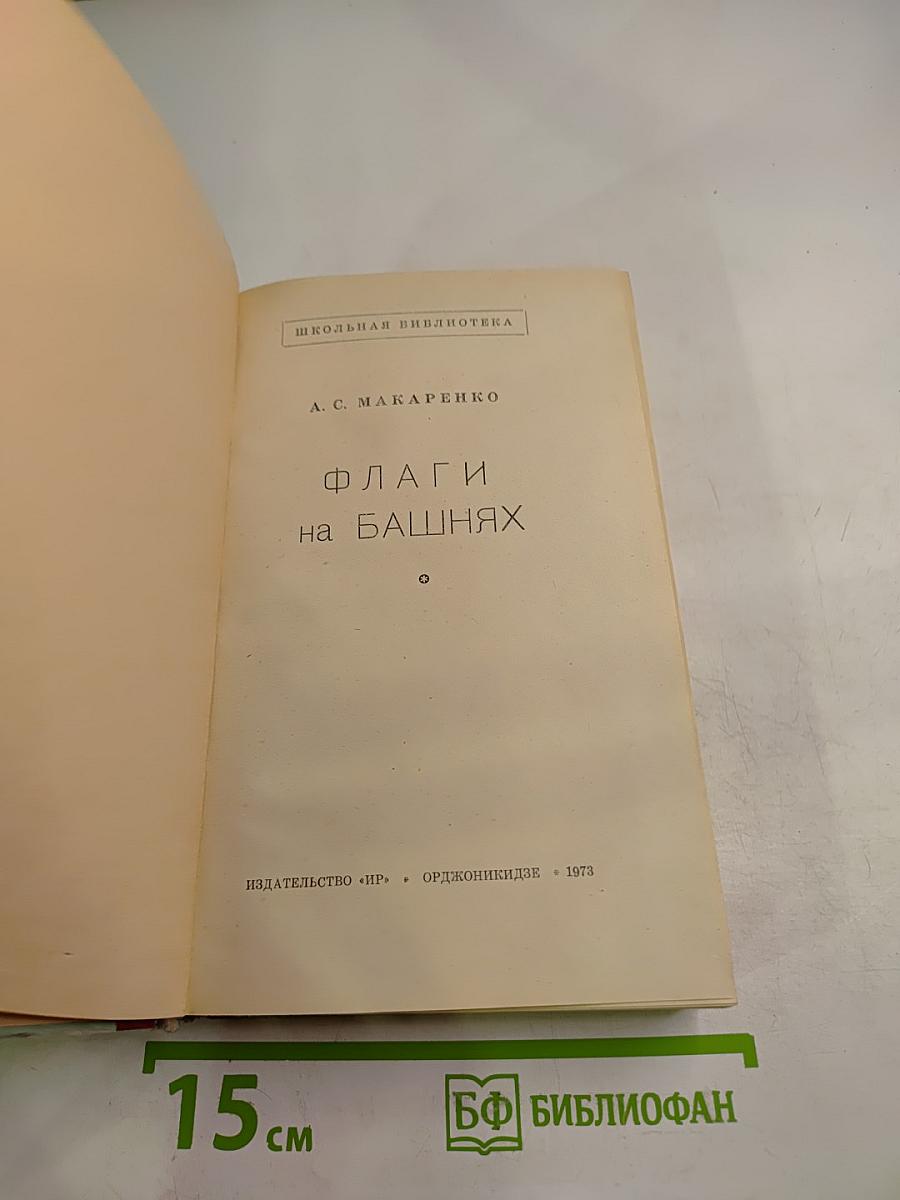 ШКОЛЬНАЯ БИБЛИОТЕКА
А. С. МАКАРЕНКО
ФЛАГИ
на БАШНЯХ
ИЗДАТЕЛЬСТВО «ИР» * ОРДЖОНИКИДЗЕ * 1973
15 см
БФ БИБЛИОФАН